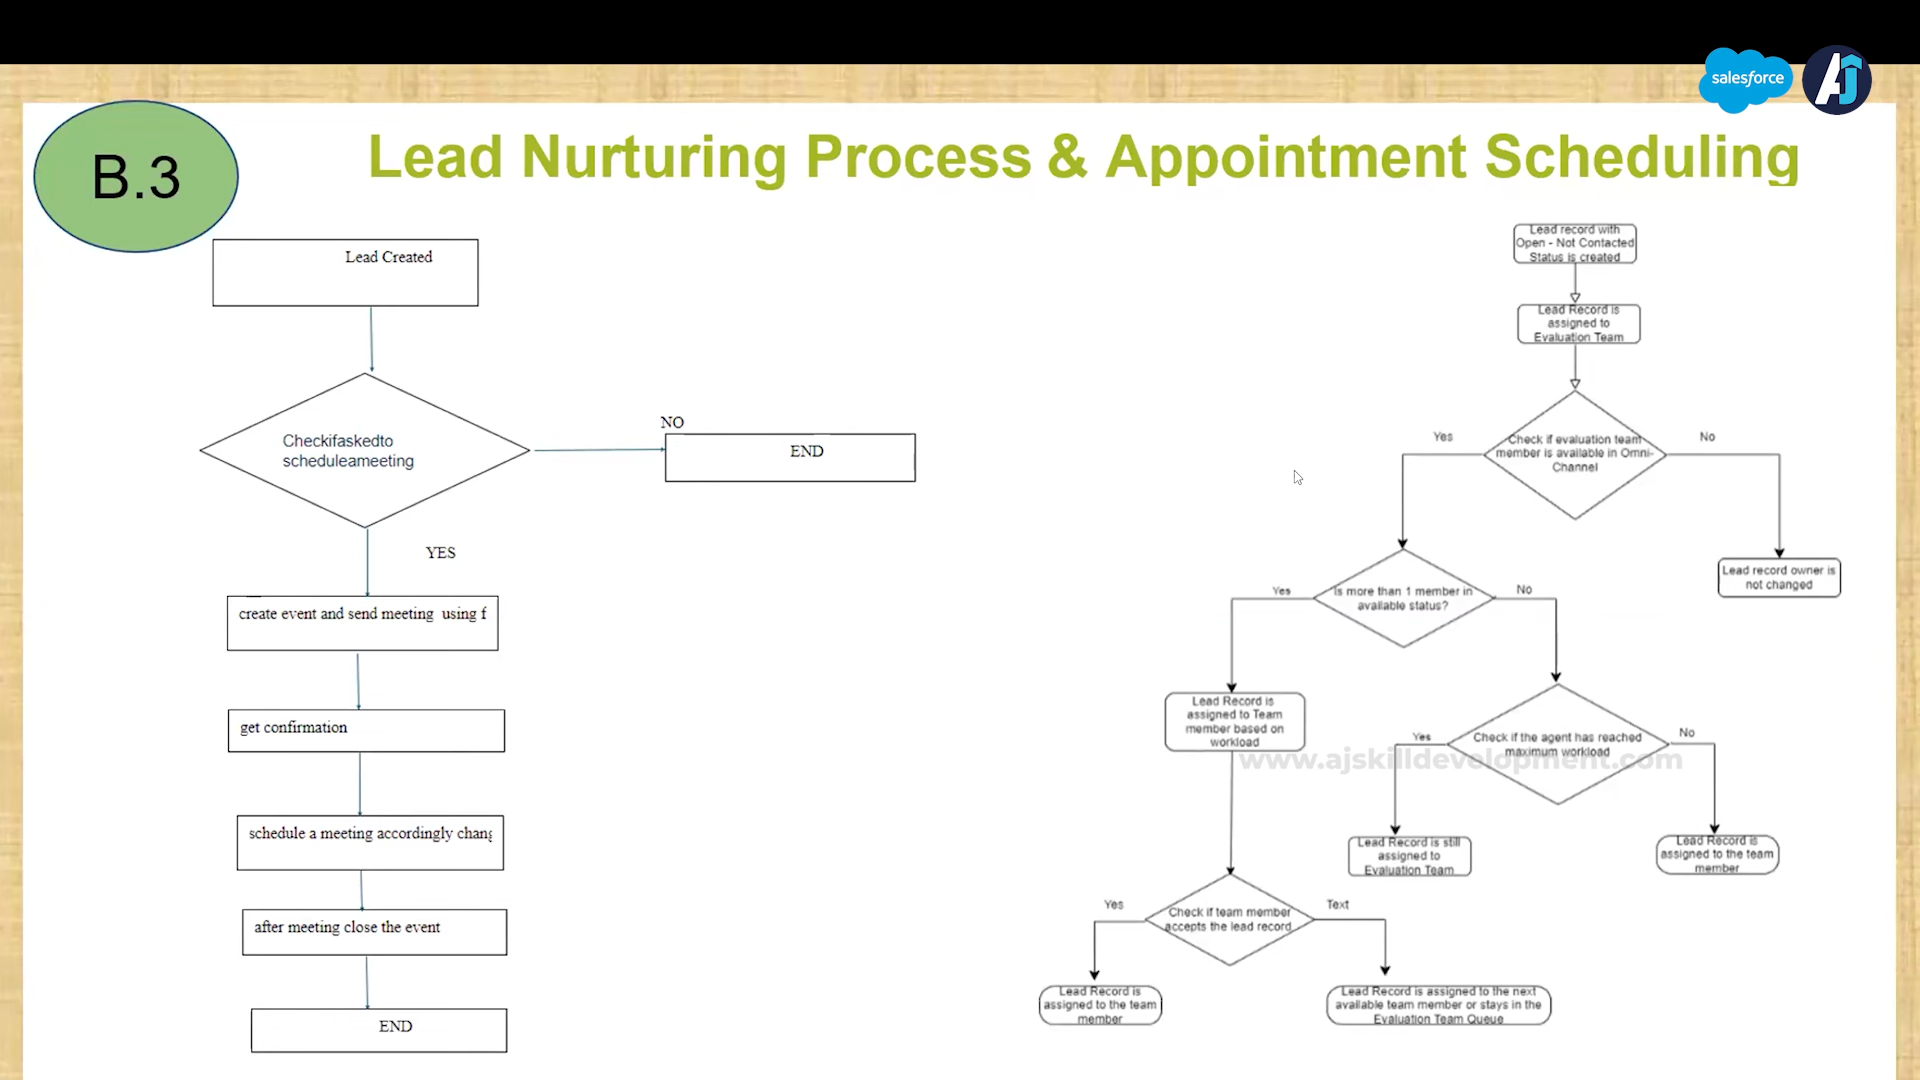 salesforce
AJ
B.3
Lead Nurturing Process & Appointment Scheduling
Lead Created
Checkifaskedto
scheduleameeting
NO
END
YES
create event and send meeting using f
get confirmation
schedule a meeting accordingly chang
after meeting close the event
END
Lead record with
Open - Not Contacted
Status is created
Lead Record is
assigned to
Evaluation Team
Check if evaluation team
member is available in Omni-
Channel
Yes
No
Lead record owner is
not changed
Is more than 1 member in
available status?
Yes
No
Lead Record is
assigned to Team
member based on
workload
Check if the agent has reached
maximum workload
Yes
No
www.ajskilldevelopment.com
Lead Record is still
assigned to
Evaluation Team
Lead Record is
assigned to the team
member
Check if team member
accepts the lead record
Yes
Text
Lead Record is
assigned to the team
member
Lead Record is assigned to the next
available team member or stays in the
Evaluation Team Queue